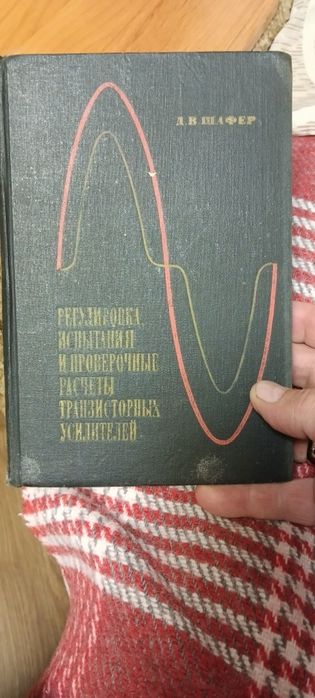 Д.В.ШАФЕР
РЕГУЛИРОВКА,
ИСПЫТАНИЯ
И ПРОВЕРОЧНЫЕ
РАСЧЕТЫ
ТРАНЗИСТОРНЫХ
УСИЛИТЕЛЕЙ